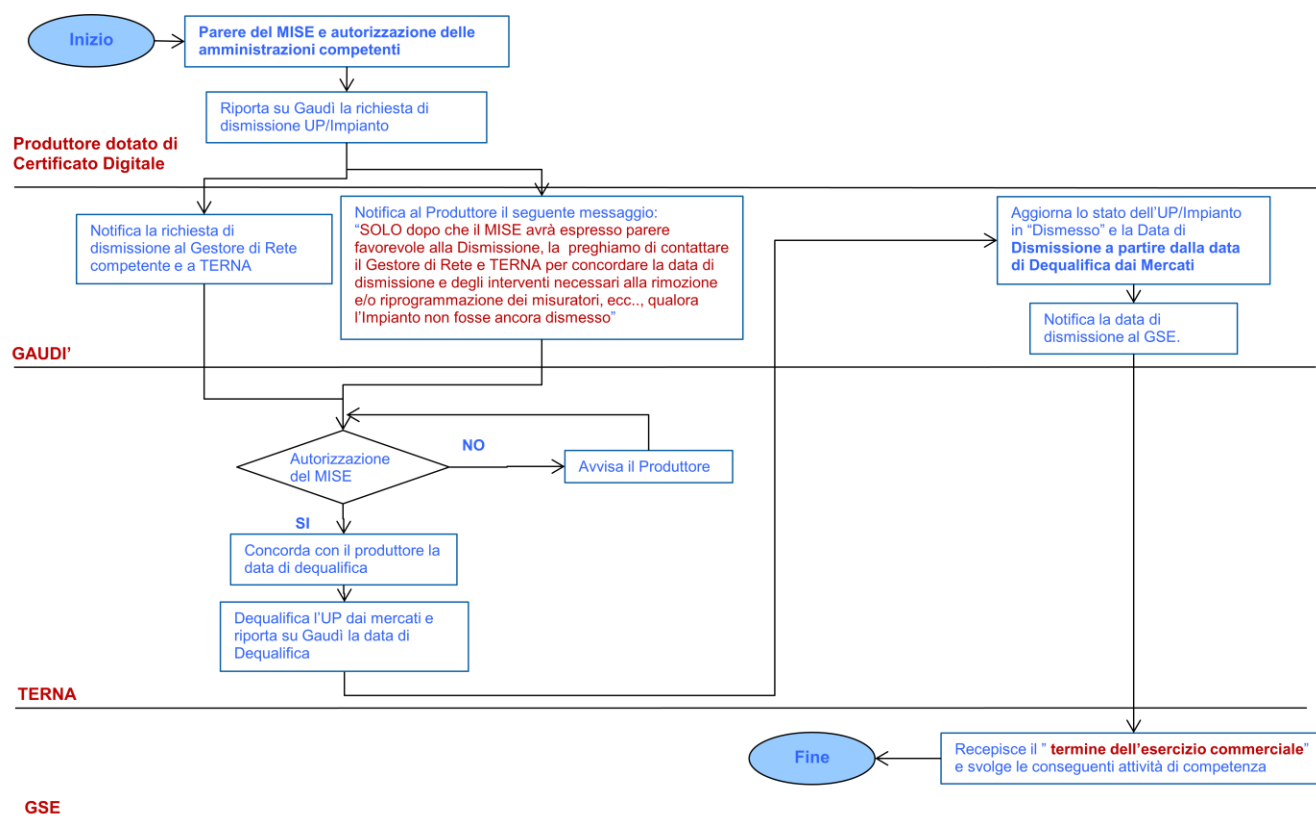 Inizio
Parere del MISE e autorizzazione delle
amministrazioni competenti
Riporta su Gaudì la richiesta di
dismissione UP/Impianto
Produttore dotato di
Certificato Digitale
Notifica la richiesta di
dismissione al Gestore di Rete
competente e a TERNA
Notifica al Produttore il seguente messaggio:
“SOLO dopo che il MISE avrà espresso parere
favorevole alla Dismissione, la preghiamo di contattare
il Gestore di Rete e TERNA per concordare la data di
dismissione e degli interventi necessari alla rimozione
e/o riprogrammazione dei misuratori, ecc.., qualora
l’Impianto non fosse ancora dismesso”
Aggiorna lo stato dell’UP/Impianto
in “Dismesso” e la Data di
Dismissione a partire dalla data
di Dequalifica dai Mercati
Notifica la data di
dismissione al GSE.
GAUDI’
Autorizzazione
del MISE
NO
Avvisa il Produttore
SI
Concorda con il produttore la
data di dequalifica
Dequalifica l’UP dai mercati e
riporta su Gaudì la data di
Dequalifica
TERNA
Fine
Recepisce il ” termine dell’esercizio commerciale”
e svolge le conseguenti attività di competenza
GSE